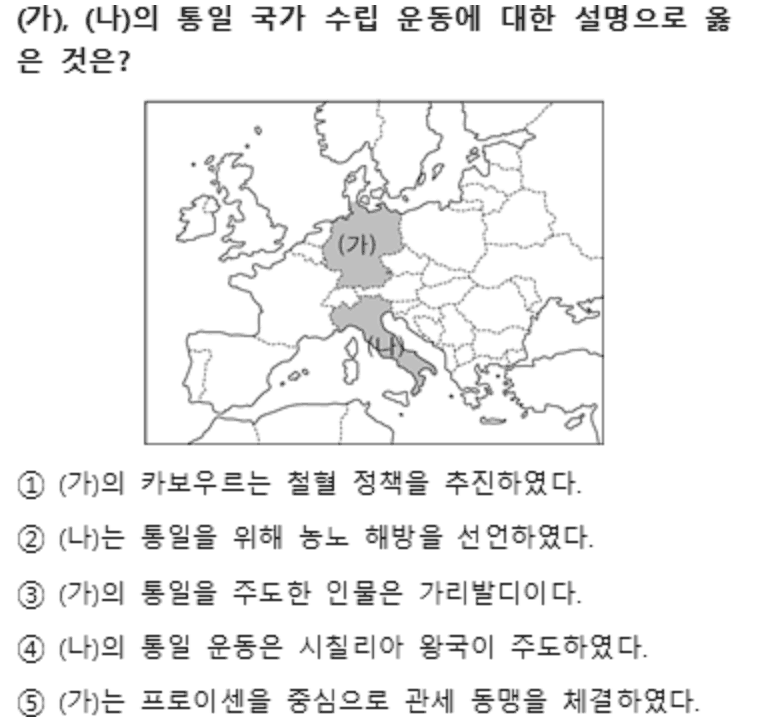 (가), (나)의 통일 국가 수립 운동에 대한 설명으로 옳
은 것은?
(가)
(나)
① (가)의 카보우르는 철혈 정책을 추진하였다.
② (나)는 통일을 위해 농노 해방을 선언하였다.
③ (가)의 통일을 주도한 인물은 가리발디이다.
④ (나)의 통일 운동은 시칠리아 왕국이 주도하였다.
⑤ (가)는 프로이센을 중심으로 관세 동맹을 체결하였다.